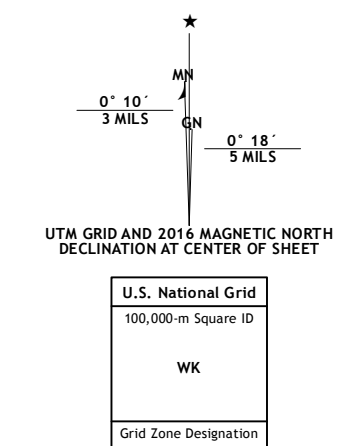 ★
MN
0° 10´
3 MILS
GN
0° 18´
5 MILS
UTM GRID AND 2016 MAGNETIC NORTH
DECLINATION AT CENTER OF SHEET
U.S. National Grid
100,000-m Square ID
WK
Grid Zone Designation